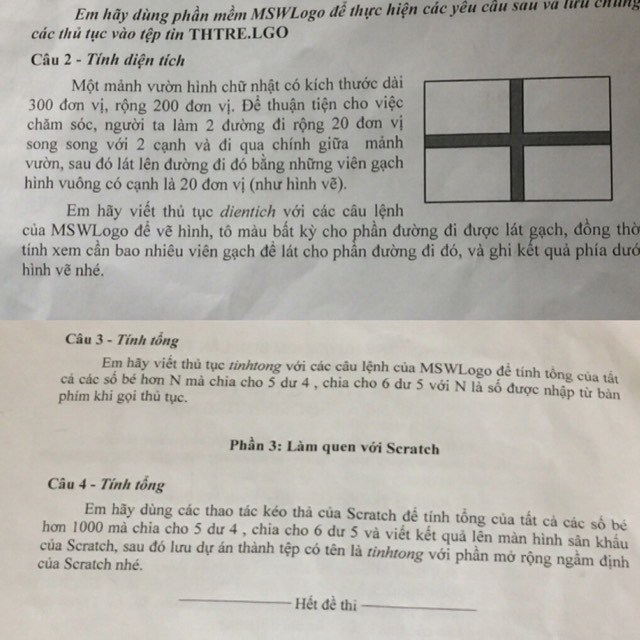 Em hãy dùng phần mềm MSWLogo để thực hiện các yêu cầu sau và lưu chung
các thủ tục vào tệp tin THTRE.LGO
Câu 2 - Tính diện tích
Một mảnh vườn hình chữ nhật có kích thước dài
300 đơn vị, rộng 200 đơn vị. Để thuận tiện cho việc
chăm sóc, người ta làm 2 đường đi rộng 20 đơn vị
song song với 2 cạnh và đi qua chính giữa mảnh
vườn, sau đó lát lên đường đi đó bằng những viên gạch
hình vuông có cạnh là 20 đơn vị (như hình vẽ).
Em hãy viết thủ tục dientich với các câu lệnh
của MSWLogo để vẽ hình, tô màu bất kỳ cho phần đường đi được lát gạch, đồng thờ
tính xem cần bao nhiêu viên gạch để lát cho phần đường đi đó, và ghi kết quả phía dướ
hình vẽ nhé.
Câu 3 - Tính tổng
Em hãy viết thủ tục tinhtong với các câu lệnh của MSWLogo để tính tổng của tất
cả các số bé hơn N mà chia cho 5 dư 4 , chia cho 6 dư 5 với N là số được nhập từ bàn
phím khi gọi thủ tục.
Phần 3: Làm quen với Scratch
Câu 4 - Tính tổng
Em hãy dùng các thao tác kéo thả của Scratch để tính tổng của tất cả các số bé
hơn 1000 mà chia cho 5 dư 4 , chia cho 6 dư 5 và viết kết quả lên màn hình sân khấu
của Scratch, sau đó lưu dự án thành tệp có tên là tinhtong với phần mở rộng ngầm định
của Scratch nhé.
Hết đề thi